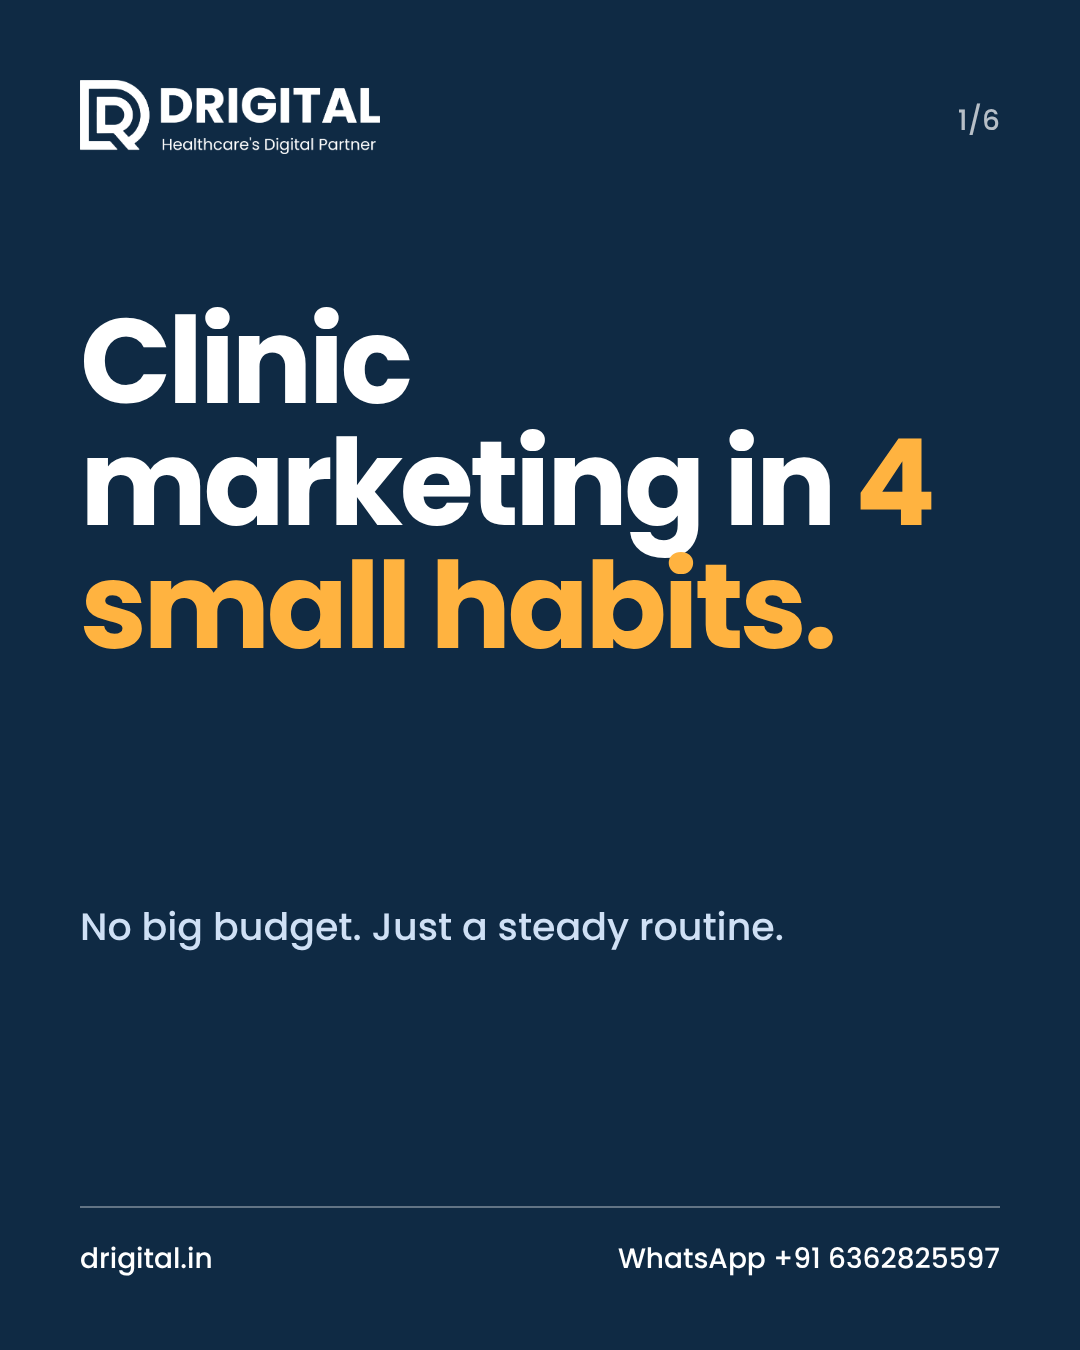 DRIGITAL
Healthcare's Digital Partner
1/6
Clinic
marketing in 4
small habits.
No big budget. Just a steady routine.
drigital.in
WhatsApp +91 6362825597